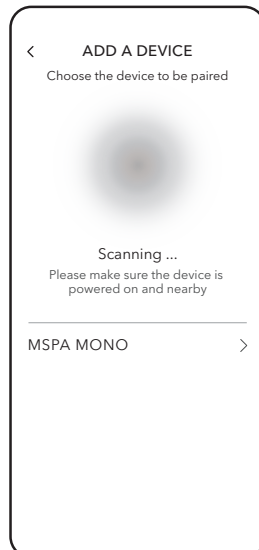 ADD A DEVICE
Choose the device to be paired
Scanning ...
Please make sure the device is
powered on and nearby
MSPA MONO